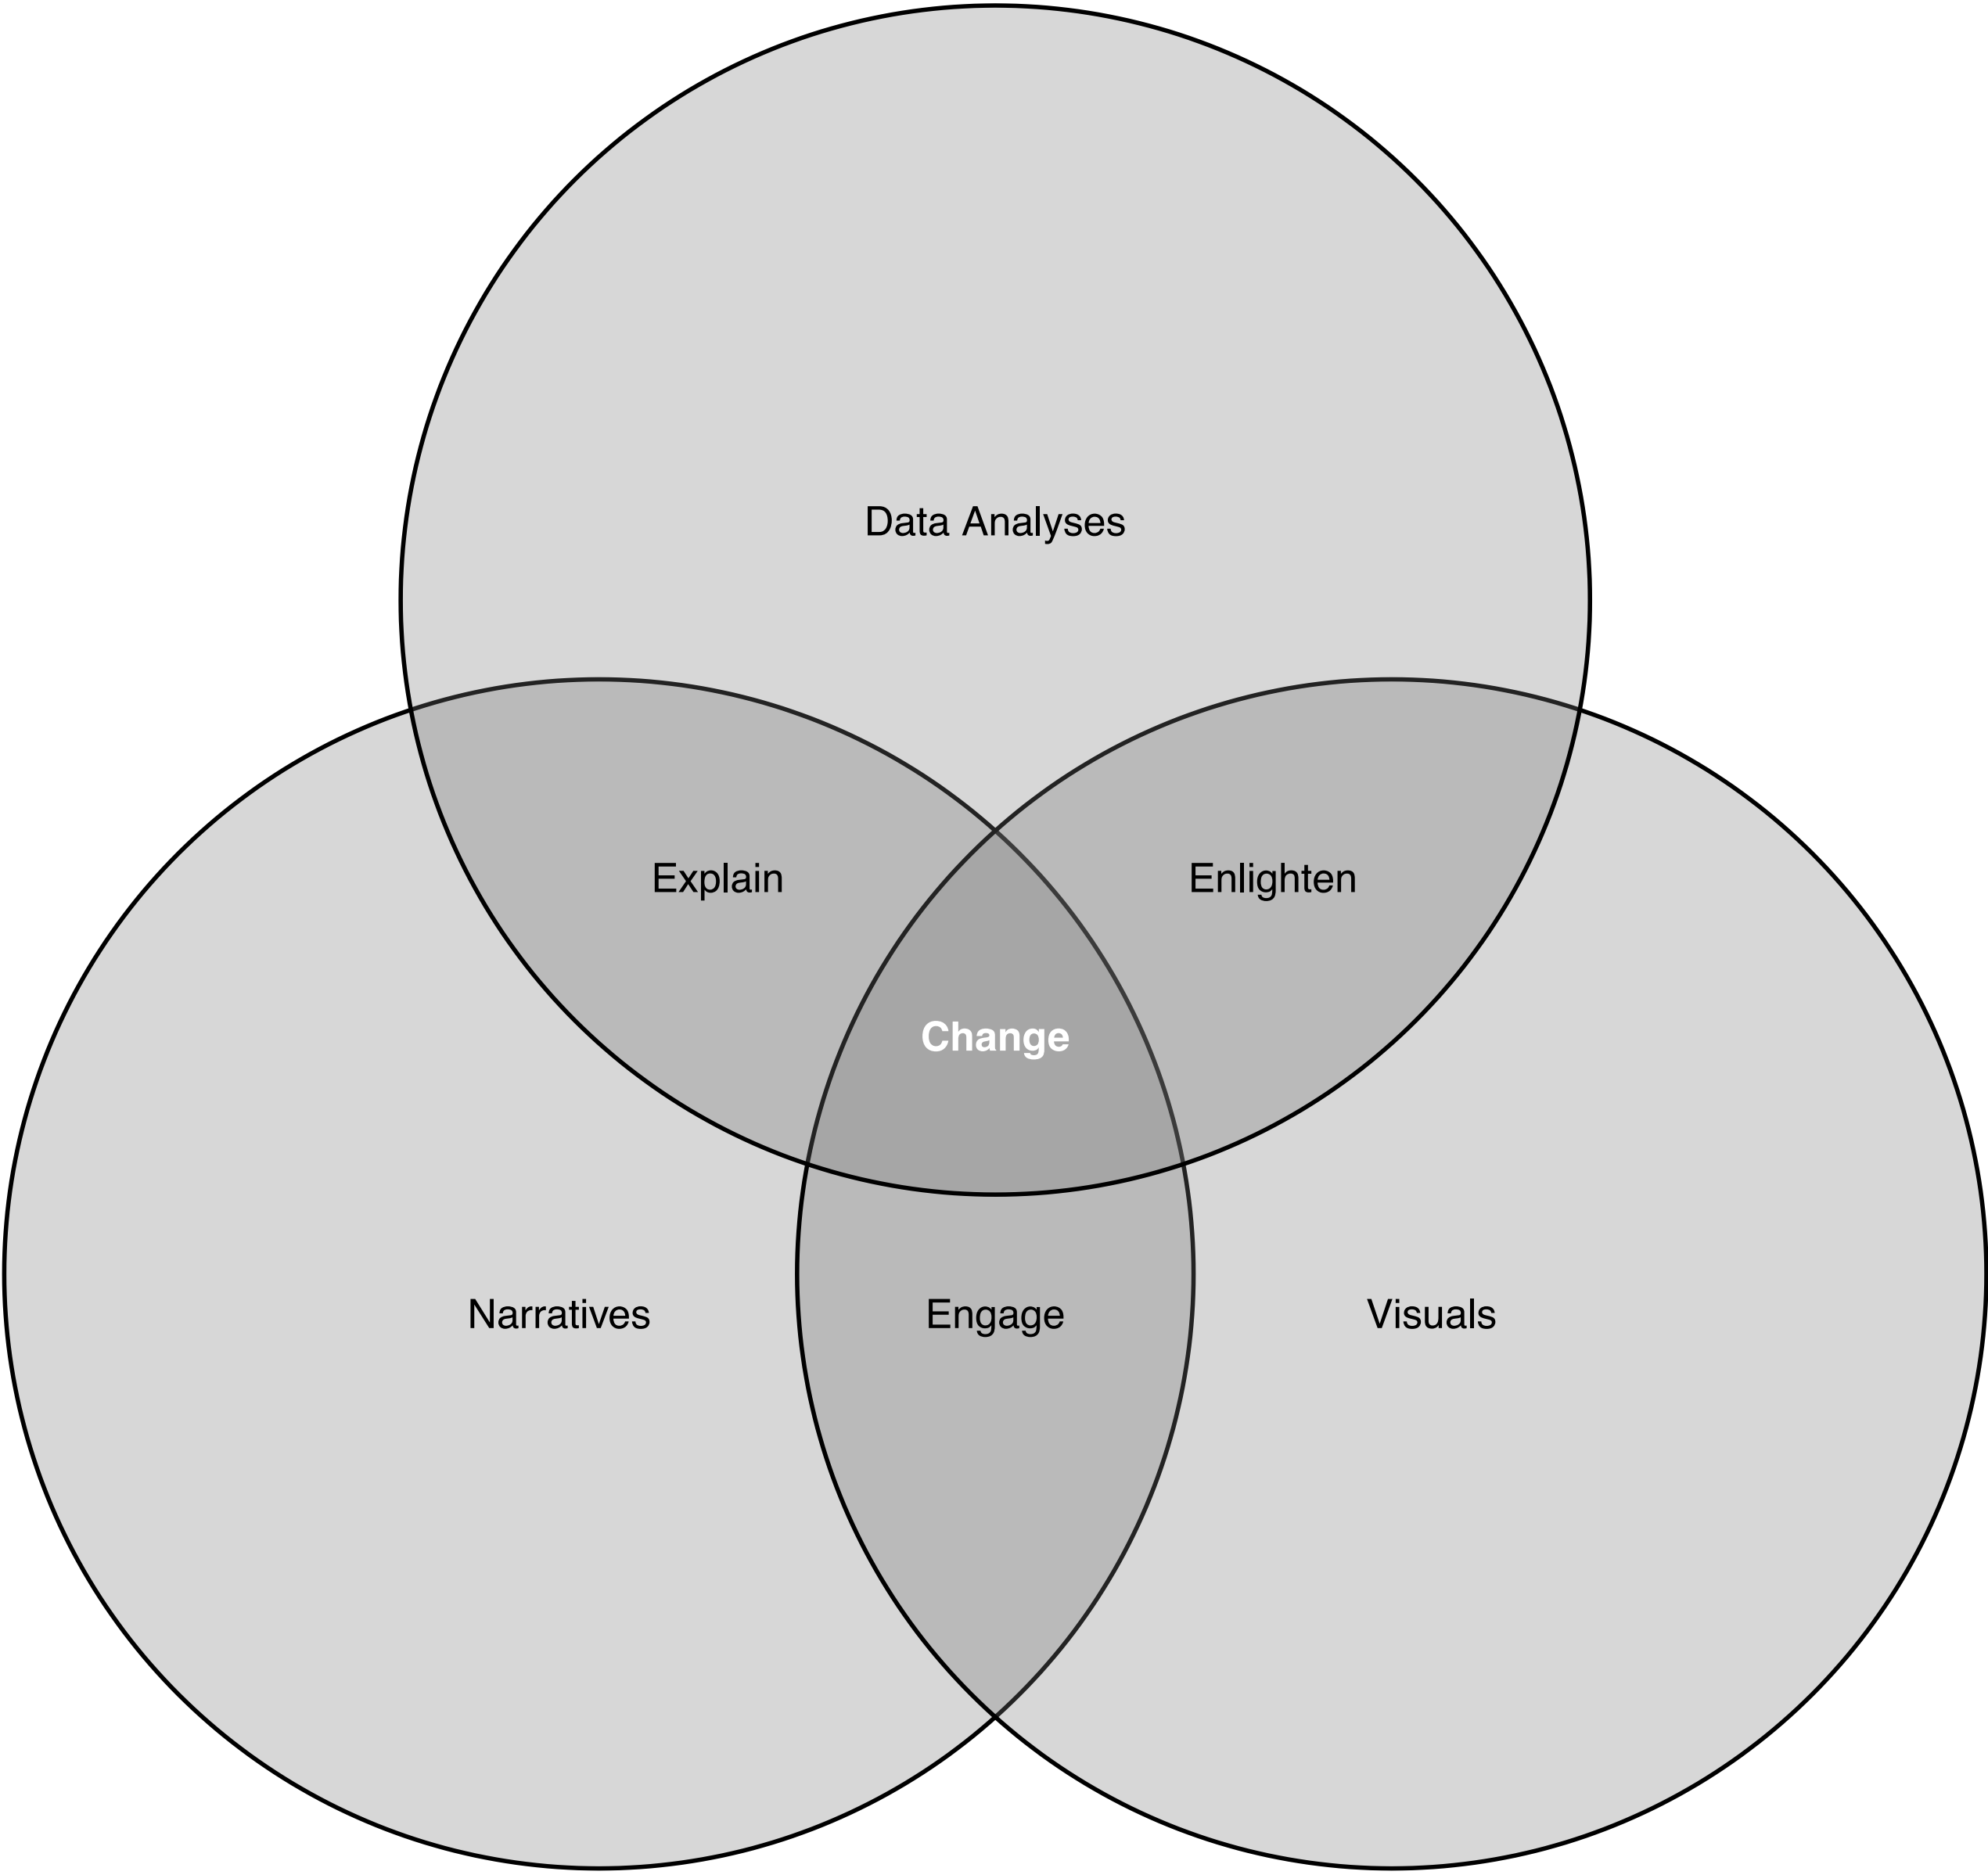 Data Analyses
Explain
Enlighten
Change
Narratives
Engage
Visuals